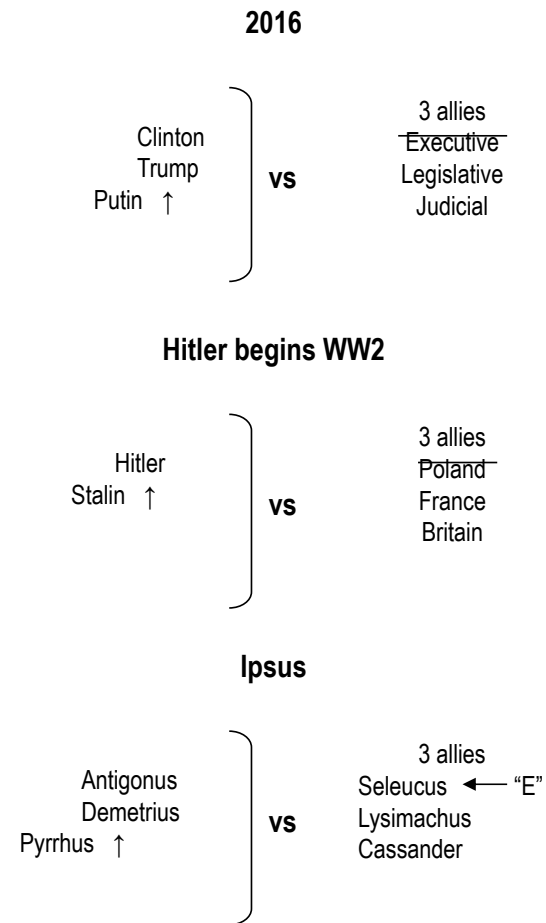 2016
Clinton
Trump
Putin ↑
vs
3 allies
Executive
Legislative
Judicial
Hitler begins WW2
Hitler
Stalin ↑
vs
3 allies
Poland
France
Britain
Ipsus
Antigonus
Demetrius
Pyrrhus ↑
vs
3 allies
Seleucus ← “E”
Lysimachus
Cassander